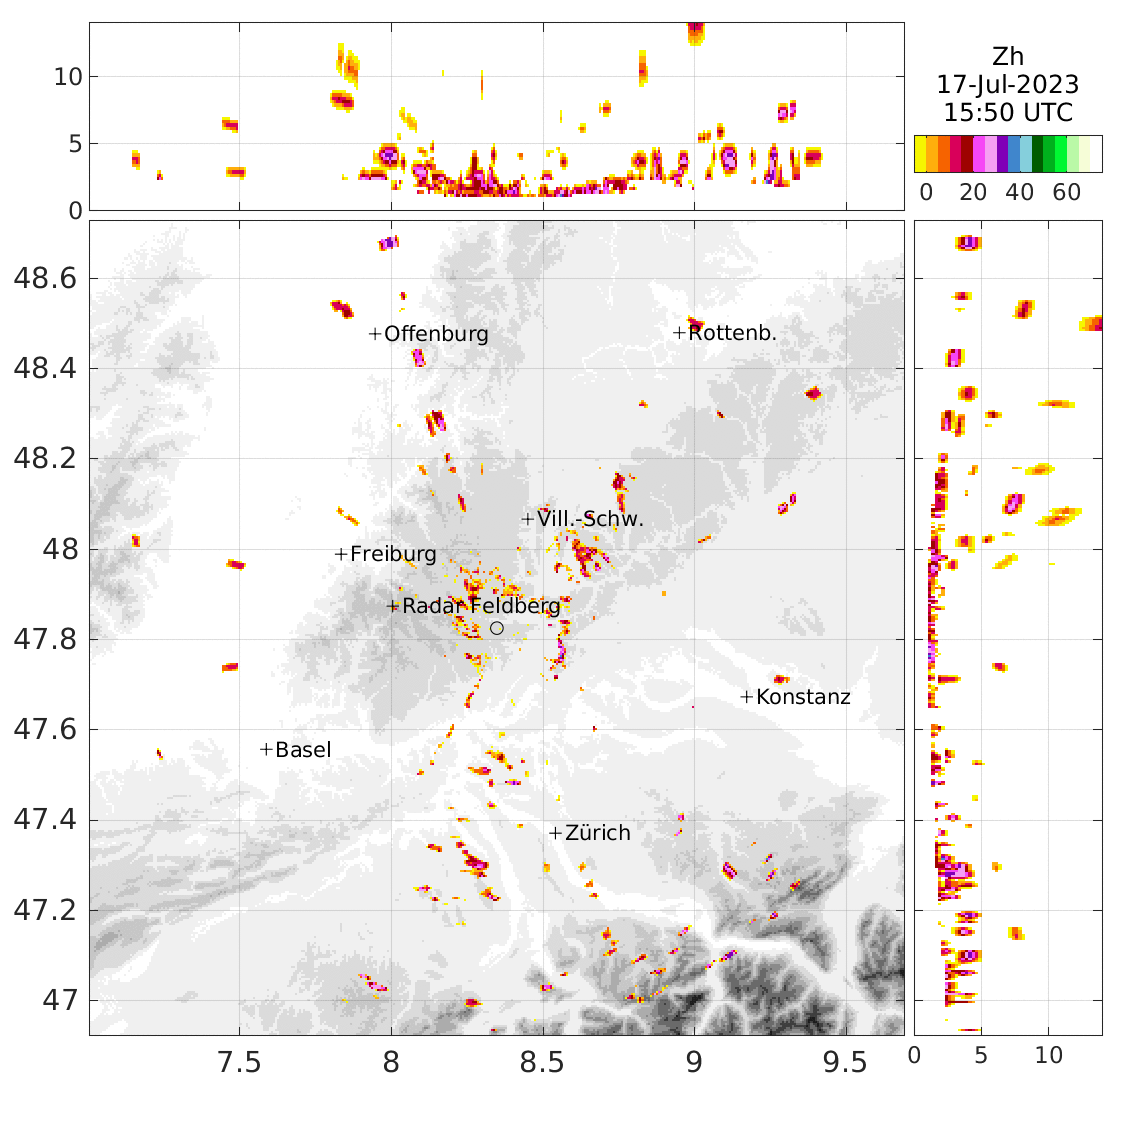 Zh
17-Jul-2023
15:50 UTC
0 20 40 60
10
5
0
48.6
48.4
48.2
48
47.8
47.6
47.4
47.2
47
+Offenburg
+Rottenb.
+Vill.-Schw.
+Freiburg
+Radar Feldberg
+Konstanz
+Basel
+Zürich
7.5 8 8.5 9 9.5
0 5 10